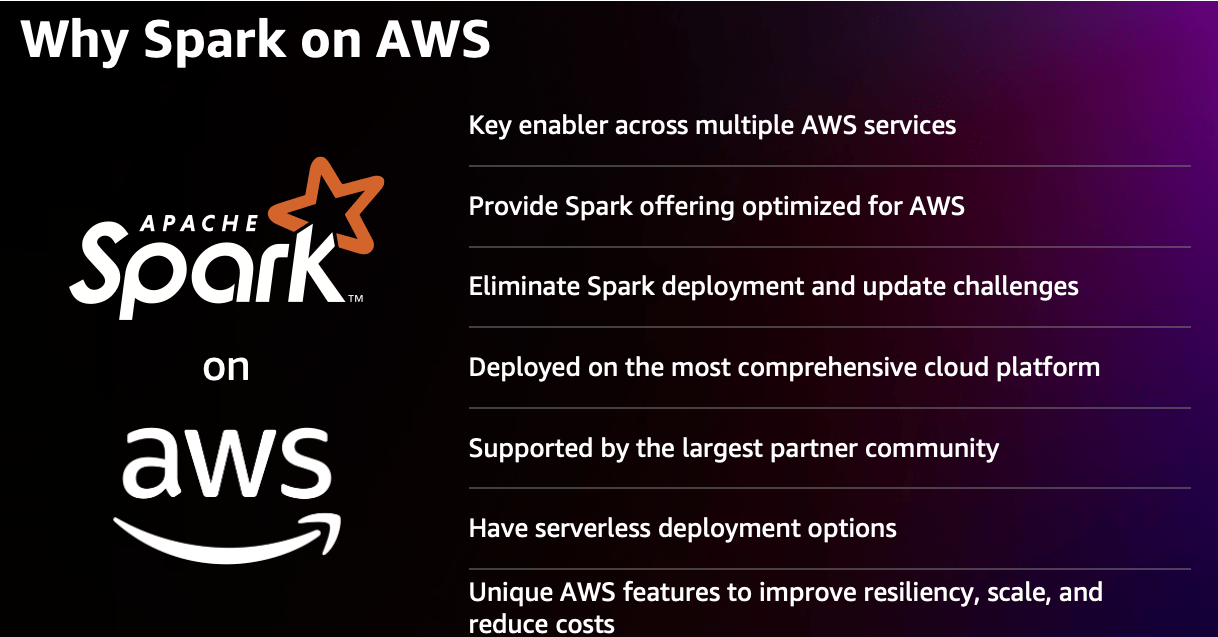 Why Spark on AWS
Key enabler across multiple AWS services
Provide Spark offering optimized for AWS
Eliminate Spark deployment and update challenges
Deployed on the most comprehensive cloud platform
Supported by the largest partner community
Have serverless deployment options
Unique AWS features to improve resiliency, scale, and
reduce costs
APACHE
Spark™
on
aws